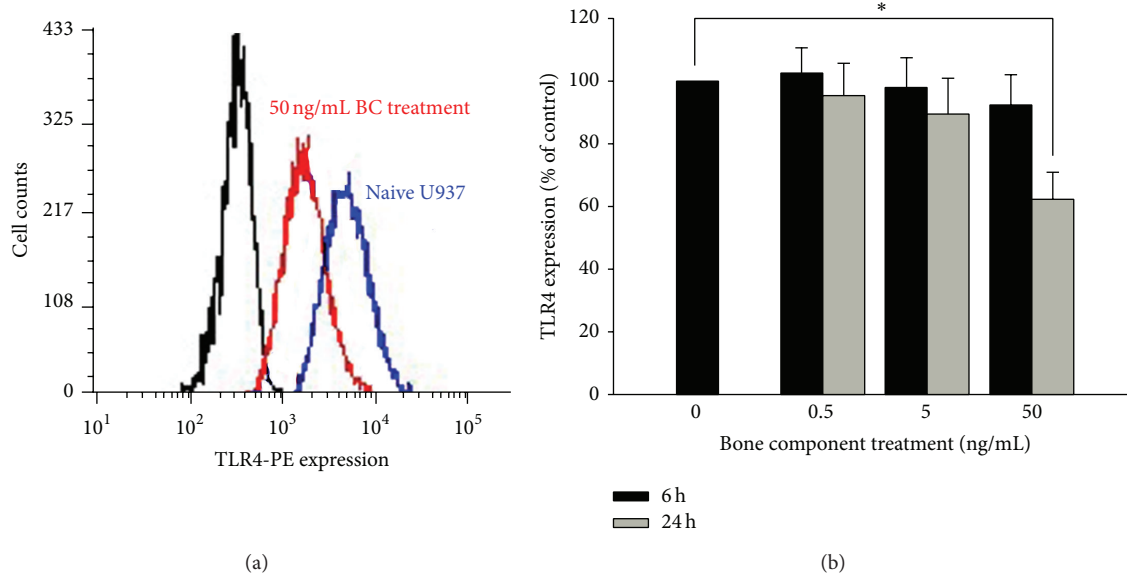 433
325
217
108
0
Cell counts
50 ng/mL BC treatment
Naive U937
10¹ 10² 10³ 10⁴ 10⁵
TLR4-PE expression
(a)
120
100
80
60
40
20
0
TLR4 expression (% of control)
*
0 0.5 5 50
Bone component treatment (ng/mL)
6 h
24 h
(b)